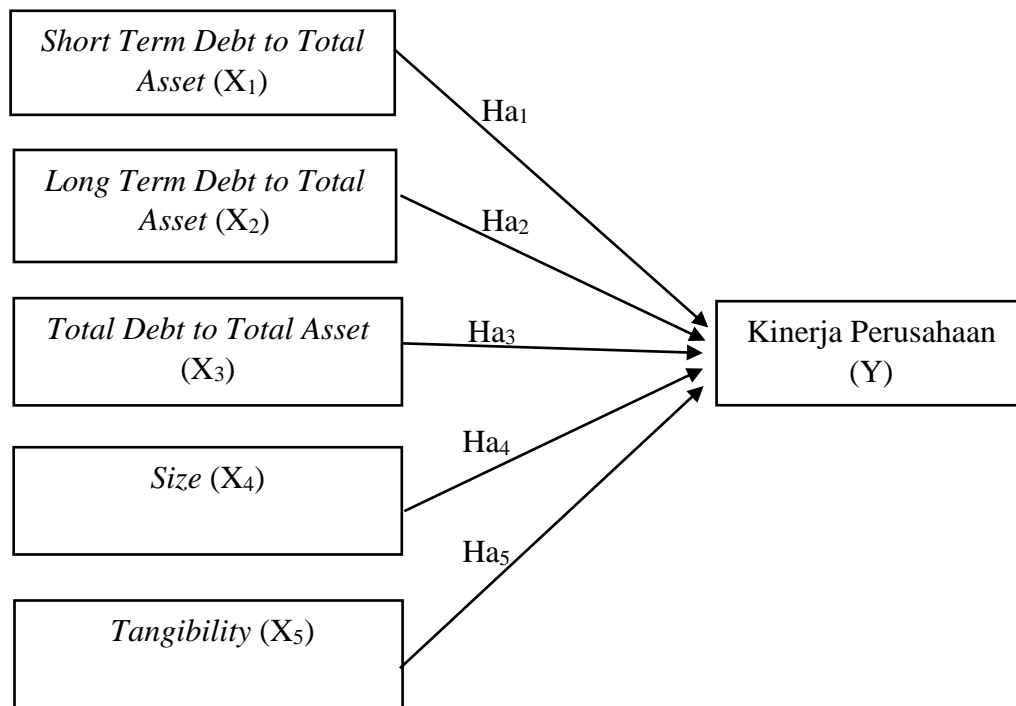 Short Term Debt to Total
Asset (X₁)
Ha₁
Long Term Debt to Total
Asset (X₂)
Ha₂
Total Debt to Total Asset
(X₃)
Ha₃
Kinerja Perusahaan
(Y)
Size (X₄)
Ha₄
Ha₅
Tangibility (X₅)